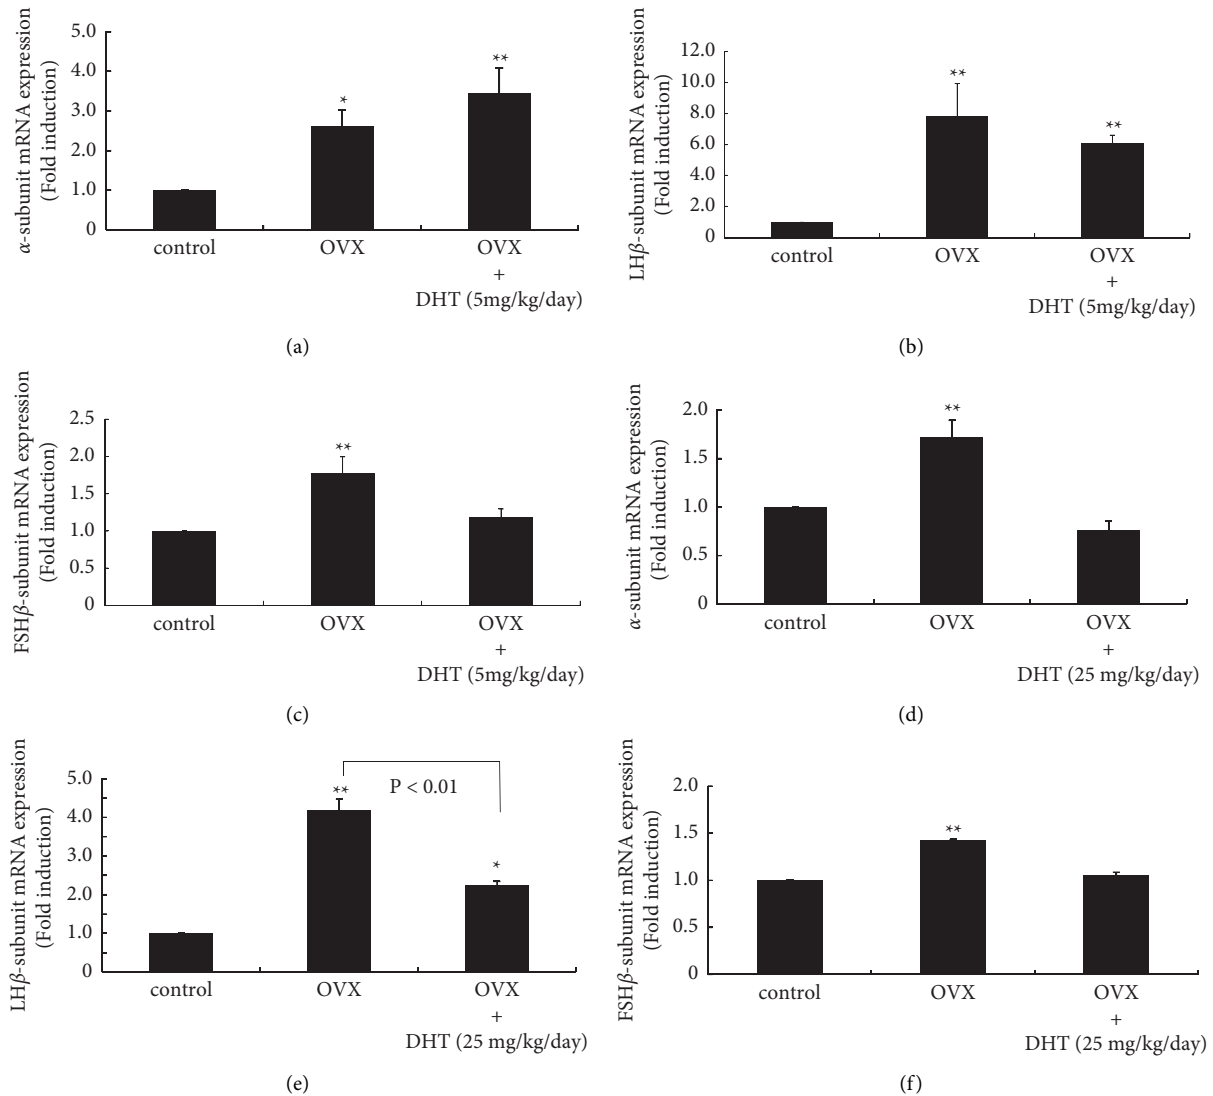 α-subunit mRNA expression
(Fold induction)
5.0
4.0
3.0
2.0
1.0
0
*
**
control
OVX
OVX
+
DHT (5mg/kg/day)
(a)
LHβ-subunit mRNA expression
(Fold induction)
12.0
10.0
8.0
6.0
4.0
2.0
0
**
**
control
OVX
OVX
+
DHT (5mg/kg/day)
(b)
FSHβ-subunit mRNA expression
(Fold induction)
2.5
2.0
1.5
1.0
0.5
0
**
control
OVX
OVX
+
DHT (5mg/kg/day)
(c)
α-subunit mRNA expression
(Fold induction)
2.0
1.5
1.0
0.5
0
**
control
OVX
OVX
+
DHT (25 mg/kg/day)
(d)
LHβ-subunit mRNA expression
(Fold induction)
5.0
4.0
3.0
2.0
1.0
0
P < 0.01
**
*
control
OVX
OVX
+
DHT (25 mg/kg/day)
(e)
FSHβ-subunit mRNA expression
(Fold induction)
2.0
1.5
1.0
0.5
0
**
control
OVX
OVX
+
DHT (25 mg/kg/day)
(f)